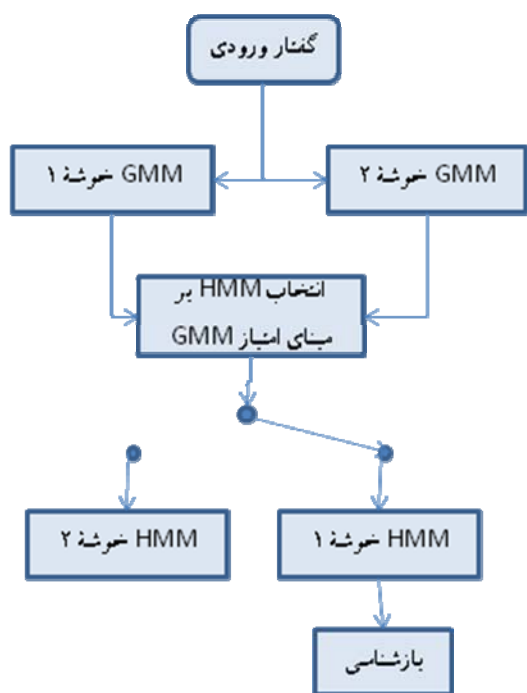 گفتار ورودی
GMM خوشهٔ ۲
GMM خوشهٔ ۱
انتخاب HMM بر
مبنای امتیاز GMM
HMM خوشهٔ ۱
HMM خوشهٔ ۲
بازشناسی